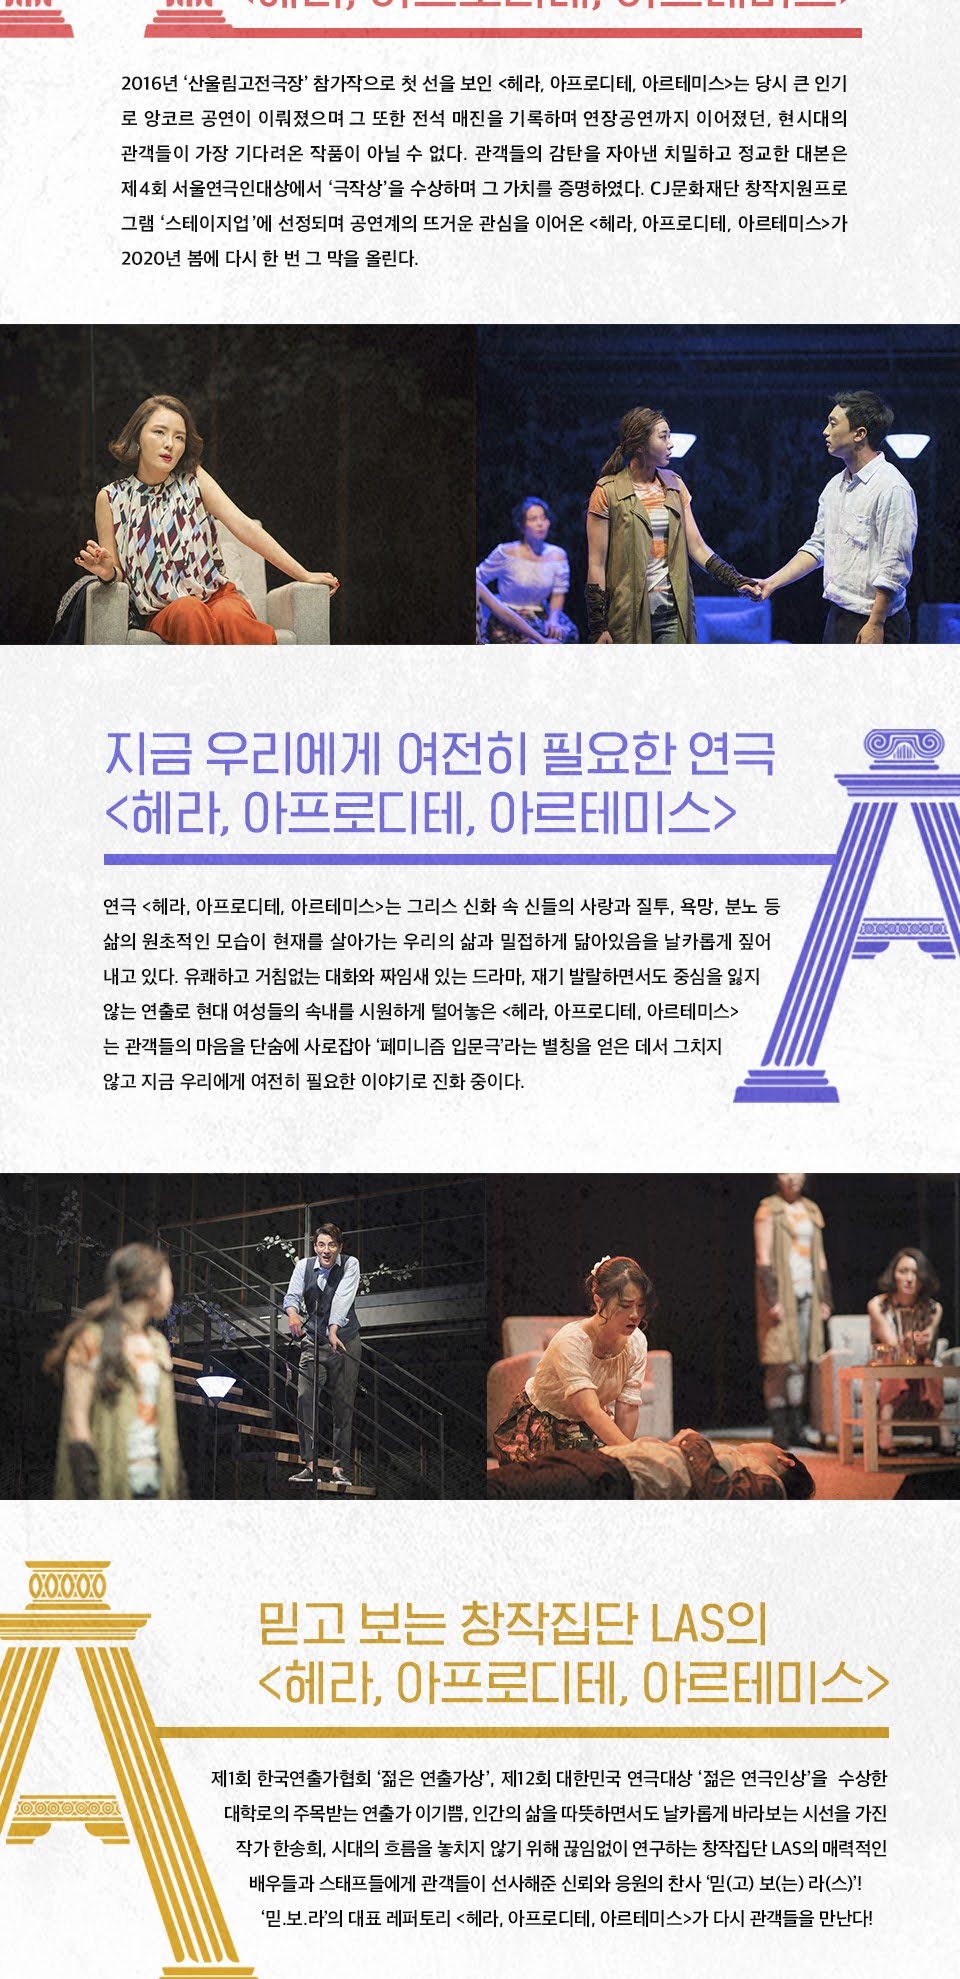 <헤라, 아프로디테, 아르테미스>
2016년 ‘산울림고전극장’ 참가작으로 첫 선을 보인 <헤라, 아프로디테, 아르테미스>는 당시 큰 인기
로 앙코르 공연이 이뤄졌으며 그 또한 전석 매진을 기록하며 연장공연까지 이어졌던, 현시대의
관객들이 가장 기다려온 작품이 아닐 수 없다. 관객들의 감탄을 자아낸 치밀하고 정교한 대본은
제4회 서울연극인대상에서 ‘극작상’을 수상하며 그 가치를 증명하였다. CJ문화재단 창작지원프로
그램 ‘스테이지업’에 선정되며 공연계의 뜨거운 관심을 이어온 <헤라, 아프로디테, 아르테미스>가
2020년 봄에 다시 한 번 그 막을 올린다.
지금 우리에게 여전히 필요한 연극
<헤라, 아프로디테, 아르테미스>
연극 <헤라, 아프로디테, 아르테미스>는 그리스 신화 속 신들의 사랑과 질투, 욕망, 분노 등
삶의 원초적인 모습이 현재를 살아가는 우리의 삶과 밀접하게 닮아있음을 날카롭게 짚어
내고 있다. 유쾌하고 거침없는 대화와 짜임새 있는 드라마, 재기 발랄하면서도 중심을 잃지
않는 연출로 현대 여성들의 속내를 시원하게 털어놓은 <헤라, 아프로디테, 아르테미스>
는 관객들의 마음을 단숨에 사로잡아 ‘페미니즘 입문극’라는 별칭을 얻은 데서 그치지
않고 지금 우리에게 여전히 필요한 이야기로 진화 중이다.
믿고 보는 창작집단 LAS의
<헤라, 아프로디테, 아르테미스>
제1회 한국연출가협회 ‘젊은 연출가상’, 제12회 대한민국 연극대상 ‘젊은 연극인상’을 수상한
대학로의 주목받는 연출가 이기쁨, 인간의 삶을 따뜻하면서도 날카롭게 바라보는 시선을 가진
작가 한송희, 시대의 흐름을 놓치지 않기 위해 끊임없이 연구하는 창작집단 LAS의 매력적인
배우들과 스태프들에게 관객들이 선사해준 신뢰와 응원의 찬사 ‘믿(고) 보(는) 라(스)’!
‘믿.보.라’의 대표 레퍼토리 <헤라, 아프로디테, 아르테미스>가 다시 관객들을 만난다!